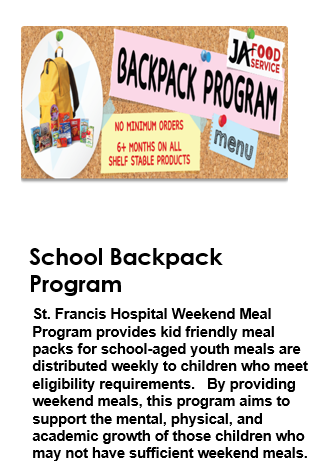 JA FOOD
SERVICE
BACKPACK PROGRAM
NO MINIMUM ORDERS
6+ MONTHS ON ALL
SHELF STABLE PRODUCTS
menu
School Backpack
Program
St. Francis Hospital Weekend Meal
Program provides kid friendly meal
packs for school-aged youth meals are
distributed weekly to children who meet
eligibility requirements.   By providing
weekend meals, this program aims to
support the mental, physical, and
academic growth of those children who
may not have sufficient weekend meals.